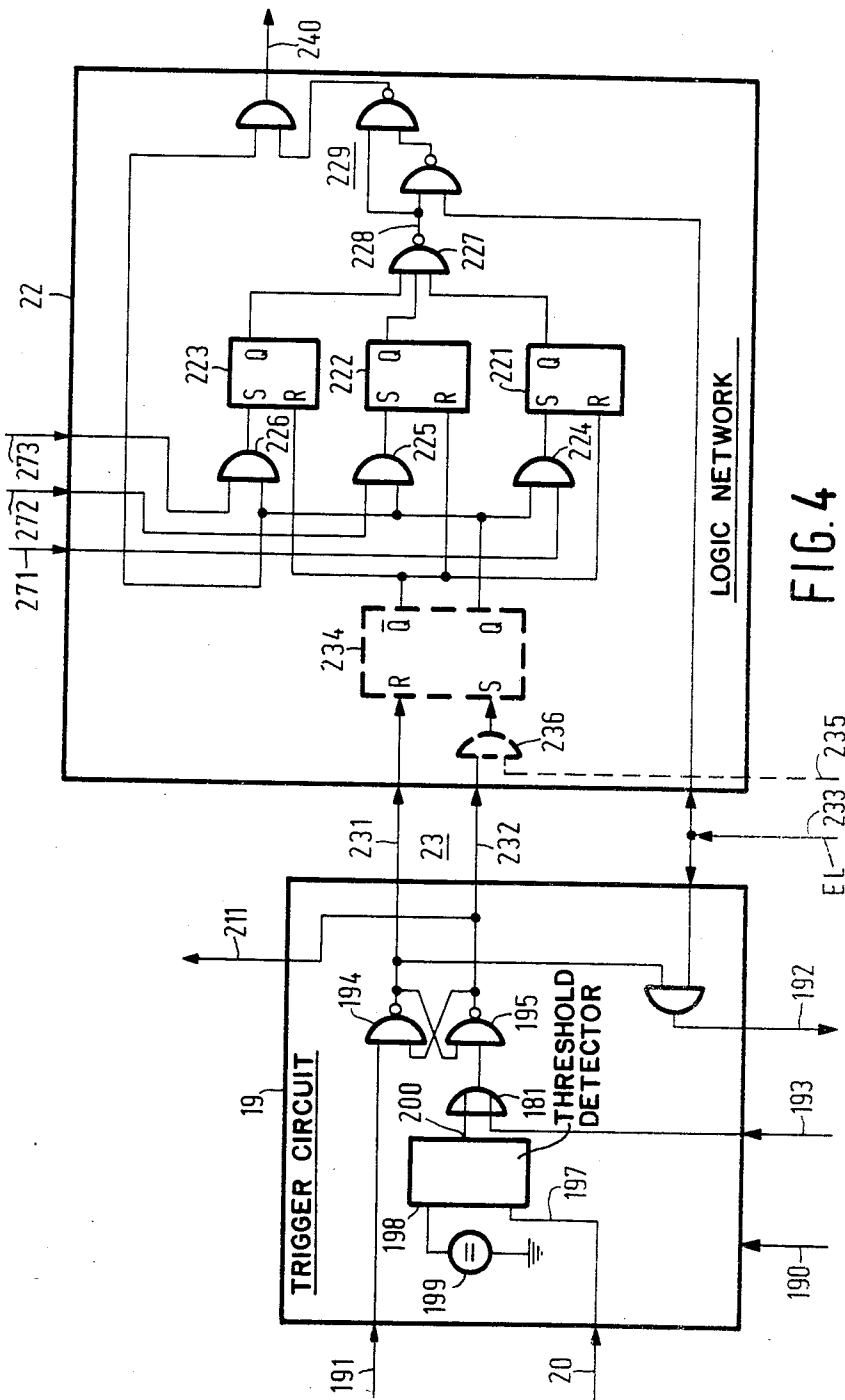 240
22
273
272
271
223
S
Q
R
226
222
S
Q
R
225
221
S
Q
R
224
229
228
227
234
R
Q
S
Q
236
LOGIC NETWORK
231
23
232
235
233
EL
211
19
TRIGGER CIRCUIT
194
195
200
181
THRESHOLD
DETECTOR
198
199
197
192
193
190
191
20
FIG. 4